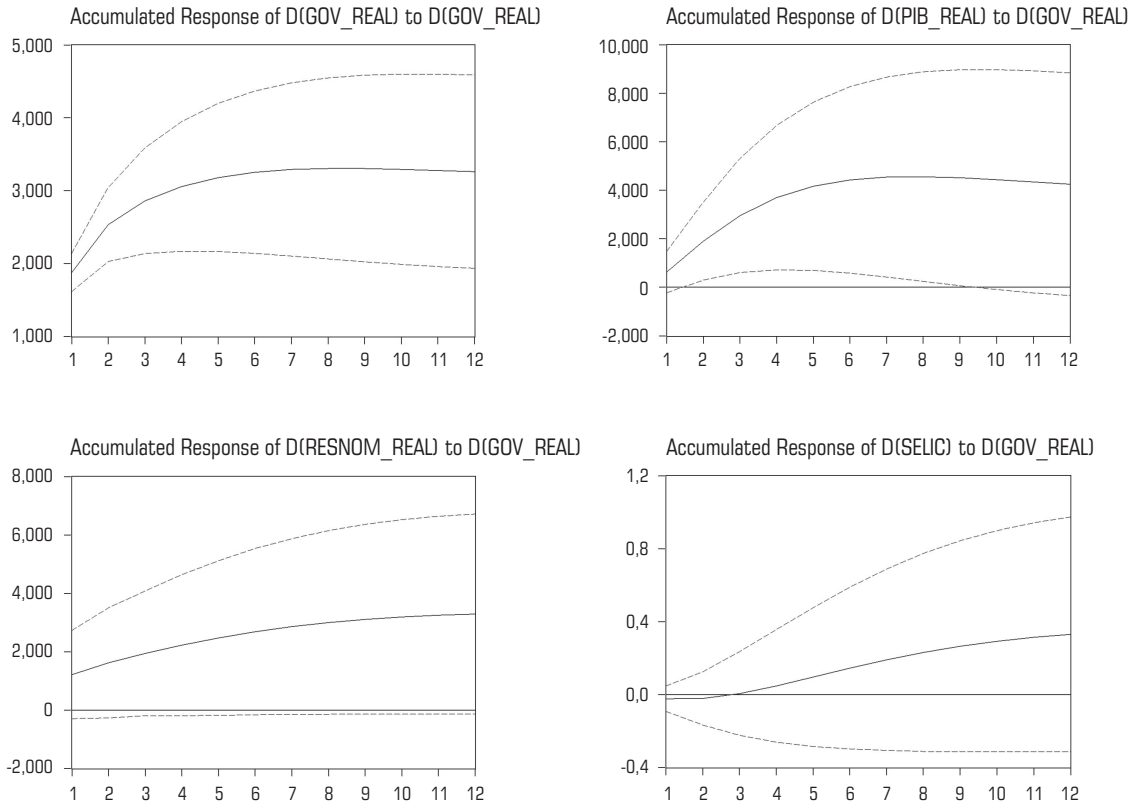 Accumulated Response of D(GOV_REAL) to D(GOV_REAL)
5,000
4,000
3,000
2,000
1,000
1 2 3 4 5 6 7 8 9 10 11 12
Accumulated Response of D(PIB_REAL) to D(GOV_REAL)
10,000
8,000
6,000
4,000
2,000
0
-2,000
1 2 3 4 5 6 7 8 9 10 11 12
Accumulated Response of D(RESNOM_REAL) to D(GOV_REAL)
8,000
6,000
4,000
2,000
0
-2,000
1 2 3 4 5 6 7 8 9 10 11 12
Accumulated Response of D(SELIC) to D(GOV_REAL)
1,2
0,8
0,4
0,0
-0,4
1 2 3 4 5 6 7 8 9 10 11 12